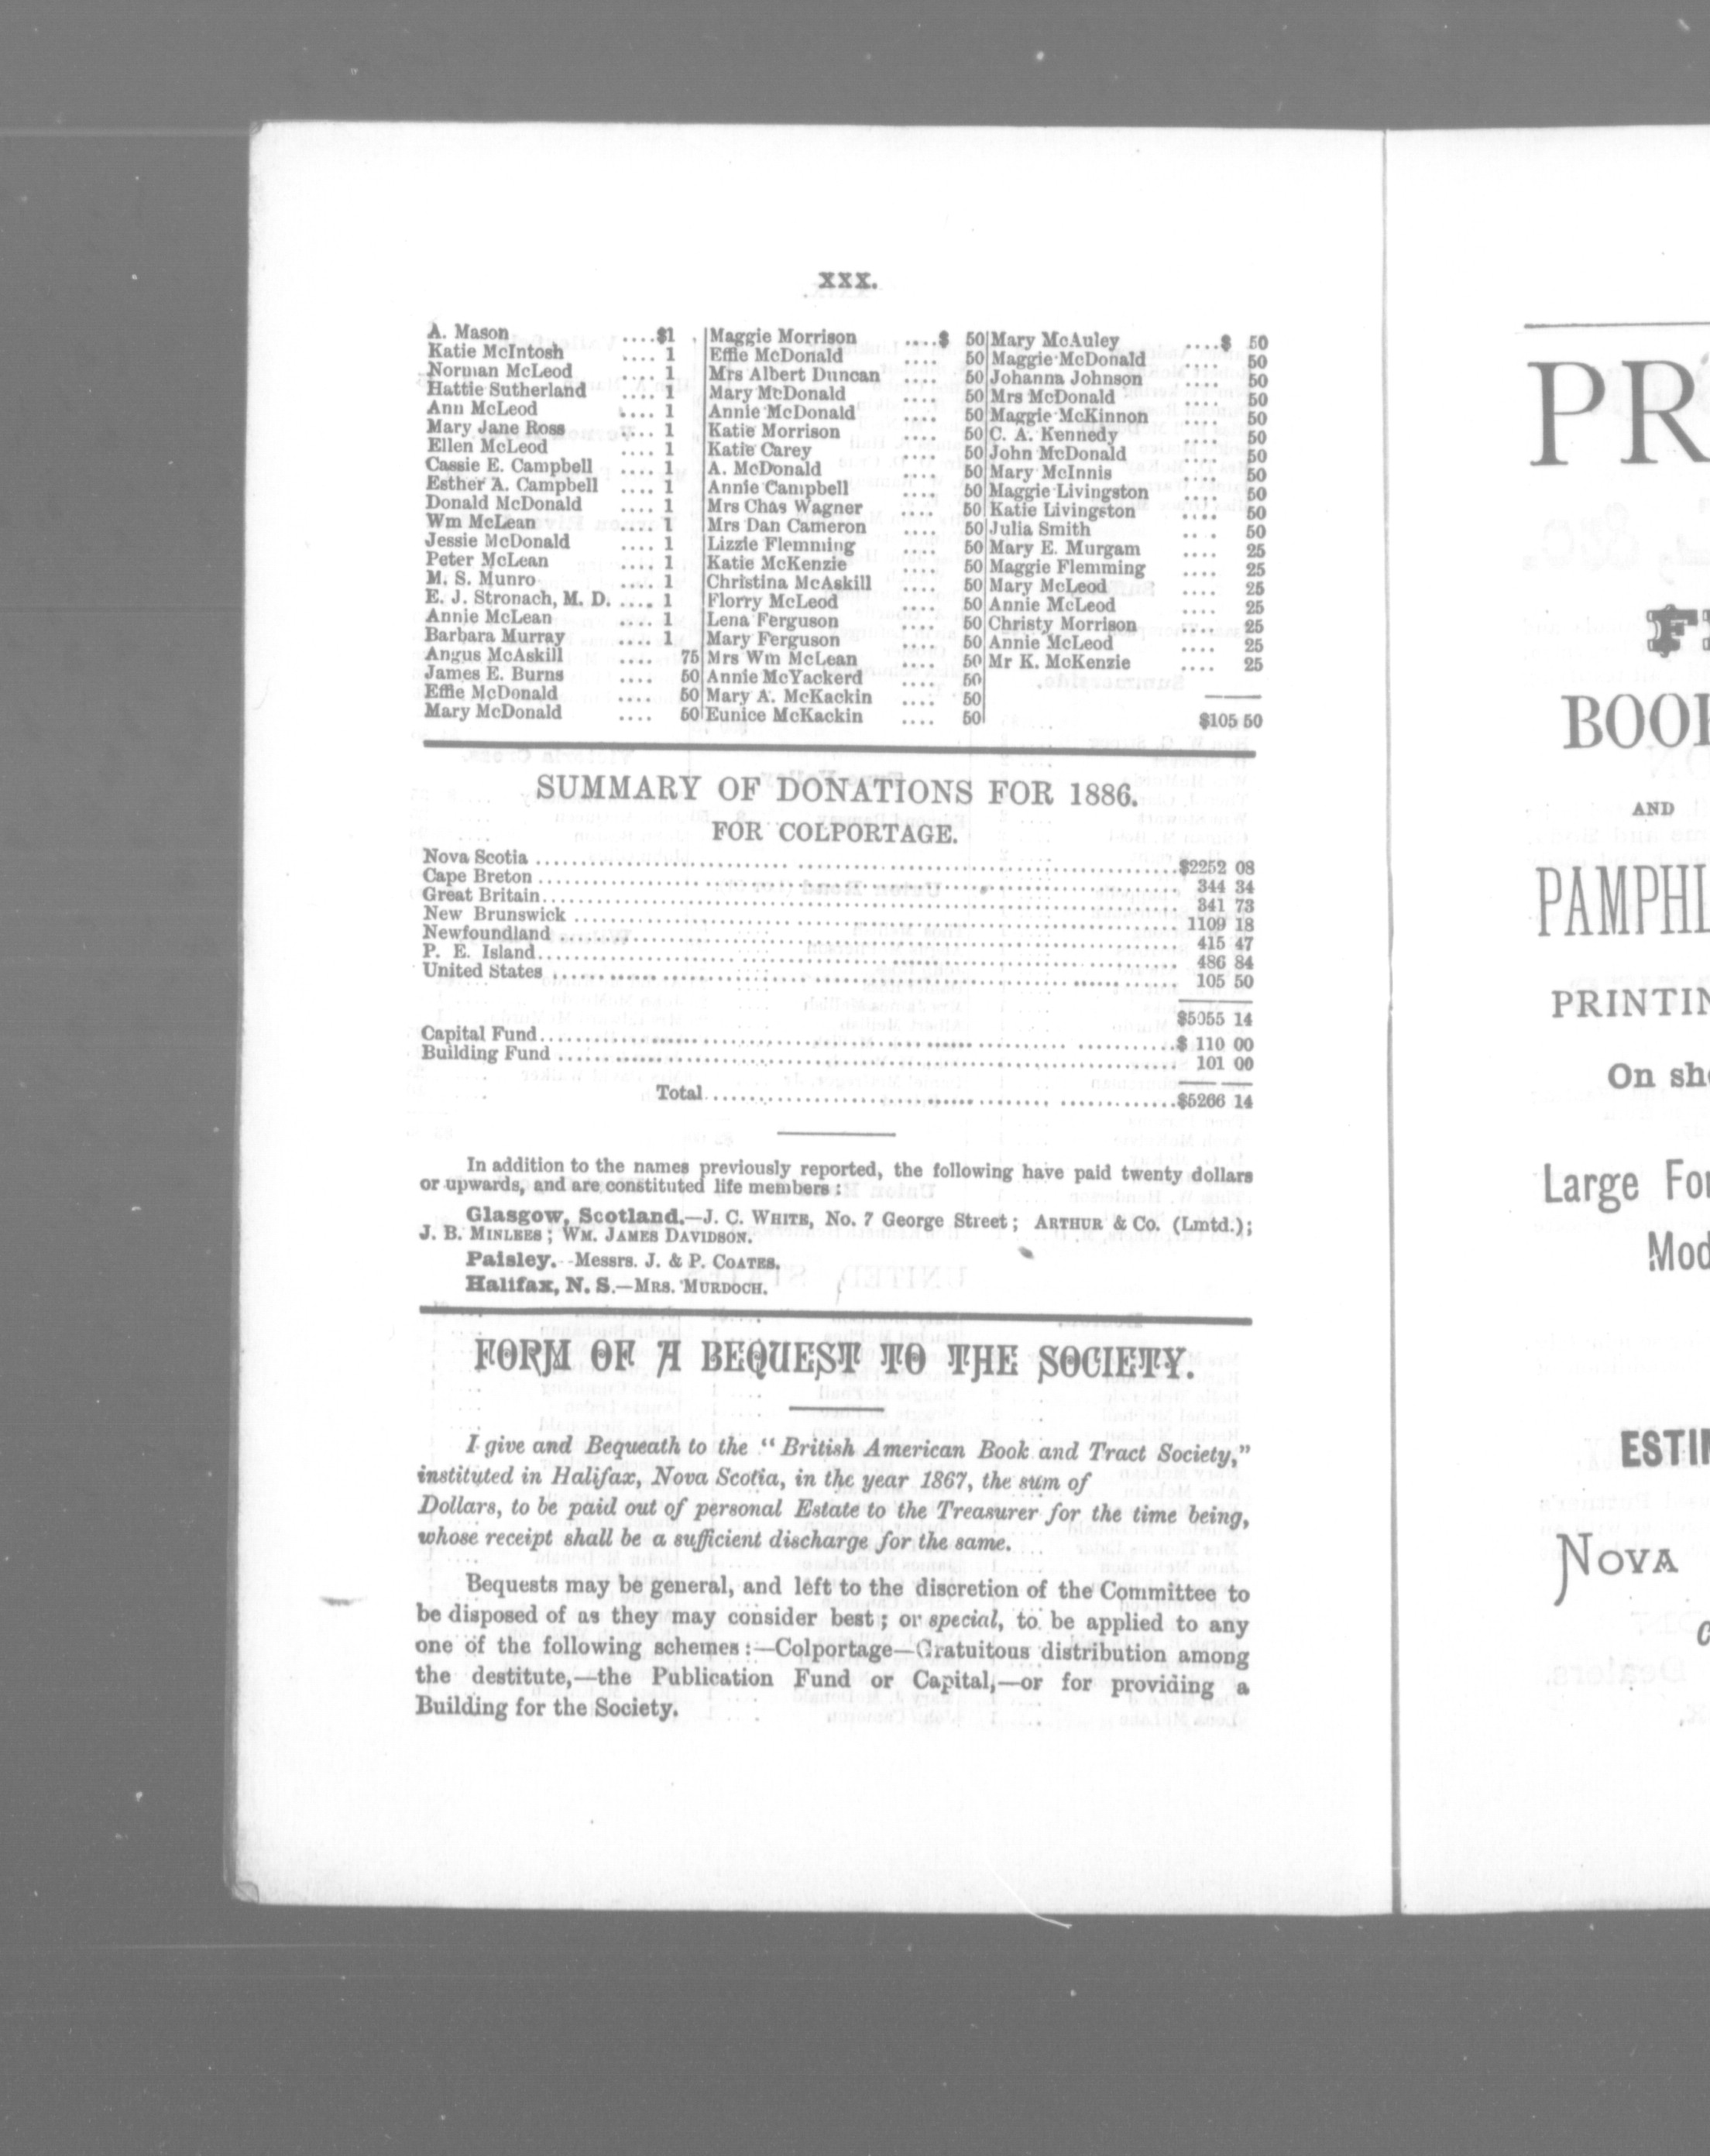 xxx.
A. Mason ....$1
Katie McIntosh .... 1
Norman McLeod .... 1
Hattie Sutherland .... 1
Ann McLeod .... 1
Mary Jane Ross .... 1
Ellen McLeod .... 1
Cassie E. Campbell .... 1
Esther A. Campbell .... 1
Donald McDonald .... 1
Wm McLean .... 1
Jessie McDonald .... 1
Peter McLean .... 1
M. S. Munro .... 1
E. J. Stronach, M. D. .... 1
Annie McLean .... 1
Barbara Murray .... 1
Angus McAskill .... 75
James E. Burns .... 50
Effie McDonald .... 50
Mary McDonald .... 50
Maggie Morrison ....$ 50
Effie McDonald .... 50
Mrs Albert Duncan 50
Mary McDonald .... 50
Annie McDonald .... 50
Katie Morrison .... 50
Katie Carey .... 50
A. McDonald .... 50
Annie Campbell .... 50
Mrs Chas Wagner .... 50
Mrs Dan Cameron .... 50
Lizzie Flemming .... 50
Katie McKenzie .... 50
Christina McAskill .... 50
Florry McLeod .... 50
Lena Ferguson .... 50
Mary Ferguson .... 50
Mrs Wm McLean .... 50
Annie McYackerd .... 50
Mary A. McKackin .... 50
Eunice McKackin .... 50
Mary McAuley ....$ 50
Maggie McDonald .... 50
Johanna Johnson .... 50
Mrs McDonald .... 50
Maggie McKinnon .... 50
C. A. Kennedy .... 50
John McDonald .... 50
Mary McInnis .... 50
Maggie Livingston .... 50
Katie Livingston .... 50
Julia Smith .... 50
Mary E. Murgam .... 25
Maggie Flemming .... 25
Mary McLeod .... 25
Annie McLeod .... 25
Christy Morrison .... 25
Annie McLeod .... 25
Mr K. McKenzie .... 25
$105 50
SUMMARY OF DONATIONS FOR 1886.
FOR COLPORTAGE.
Nova Scotia ....................$2252 08
Cape Breton .................... 344 34
Great Britain.................... 341 73
New Brunswick .................... 1109 18
Newfoundland .................... 415 47
P. E. Island.................... 486 84
United States .................... 105 50
$5055 14
Capital Fund....................$ 110 00
Building Fund .................... 101 00
Total....................$5266 14
In addition to the names previously reported, the following have paid twenty dollars
or upwards, and are constituted life members:
Glasgow, Scotland.—J. C. WHITE, No. 7 George Street; ARTHUR & Co. (Lmtd.);
J. B. MINLEES; WM. JAMES DAVIDSON.
Paisley.—Messrs. J. & P. COATES.
Halifax, N. S.—MRS. MURDOCH.
FORM OF A BEQUEST TO THE SOCIETY.
I give and Bequeath to the "British American Book and Tract Society,"
instituted in Halifax, Nova Scotia, in the year 1867, the sum of
Dollars, to be paid out of personal Estate to the Treasurer for the time being,
whose receipt shall be a sufficient discharge for the same.
Bequests may be general, and left to the discretion of the Committee to
be disposed of as they may consider best; or special, to be applied to any
one of the following schemes:—Colportage—Gratuitous distribution among
the destitute,—the Publication Fund or Capital,—or for providing a
Building for the Society.
PR
BOO
AND
PAMPHL
PRINTIN
On sh
Large For
Mod
ESTI
NOVA